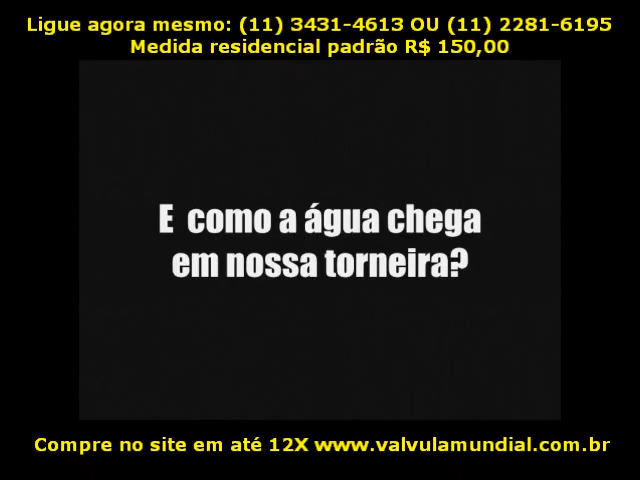 Ligue agora mesmo: (11) 3431-4613 OU (11) 2281-6195
Medida residencial padrão R$ 150,00
E como a água chega
em nossa torneira?
Compre no site em até 12X www.valvulamundial.com.br